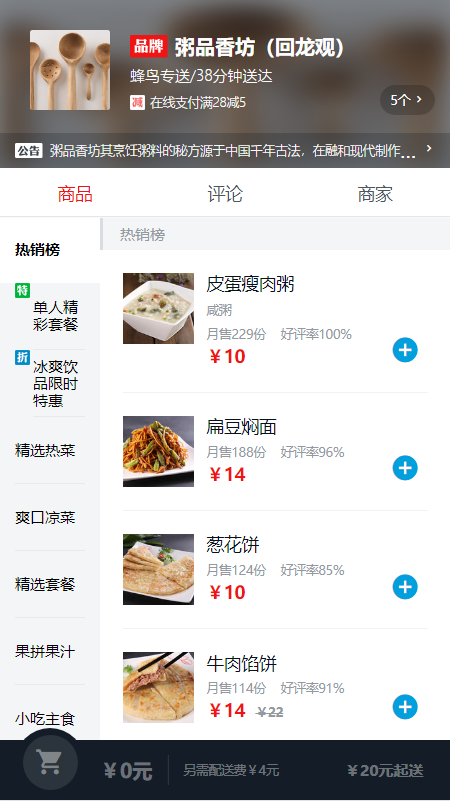 品牌 粥品香坊（回龙观）
蜂鸟专送/38分钟送达
减 在线支付满28减5
5个 >
公告 粥品香坊其烹饪粥料的秘方源于中国千年古法，在融和现代制作... >
商品 评论 商家
热销榜
特 单人精
彩套餐
折 冰爽饮
品限时
特惠
精选热菜
爽口凉菜
精选套餐
果拼果汁
小吃主食
热销榜
皮蛋瘦肉粥
咸粥
月售229份 好评率100%
￥10
扁豆焖面
月售188份 好评率96%
￥14
葱花饼
月售124份 好评率85%
￥10
牛肉馅饼
月售114份 好评率91%
￥14 ￥22
￥0元 另需配送费￥4元 ￥20元起送